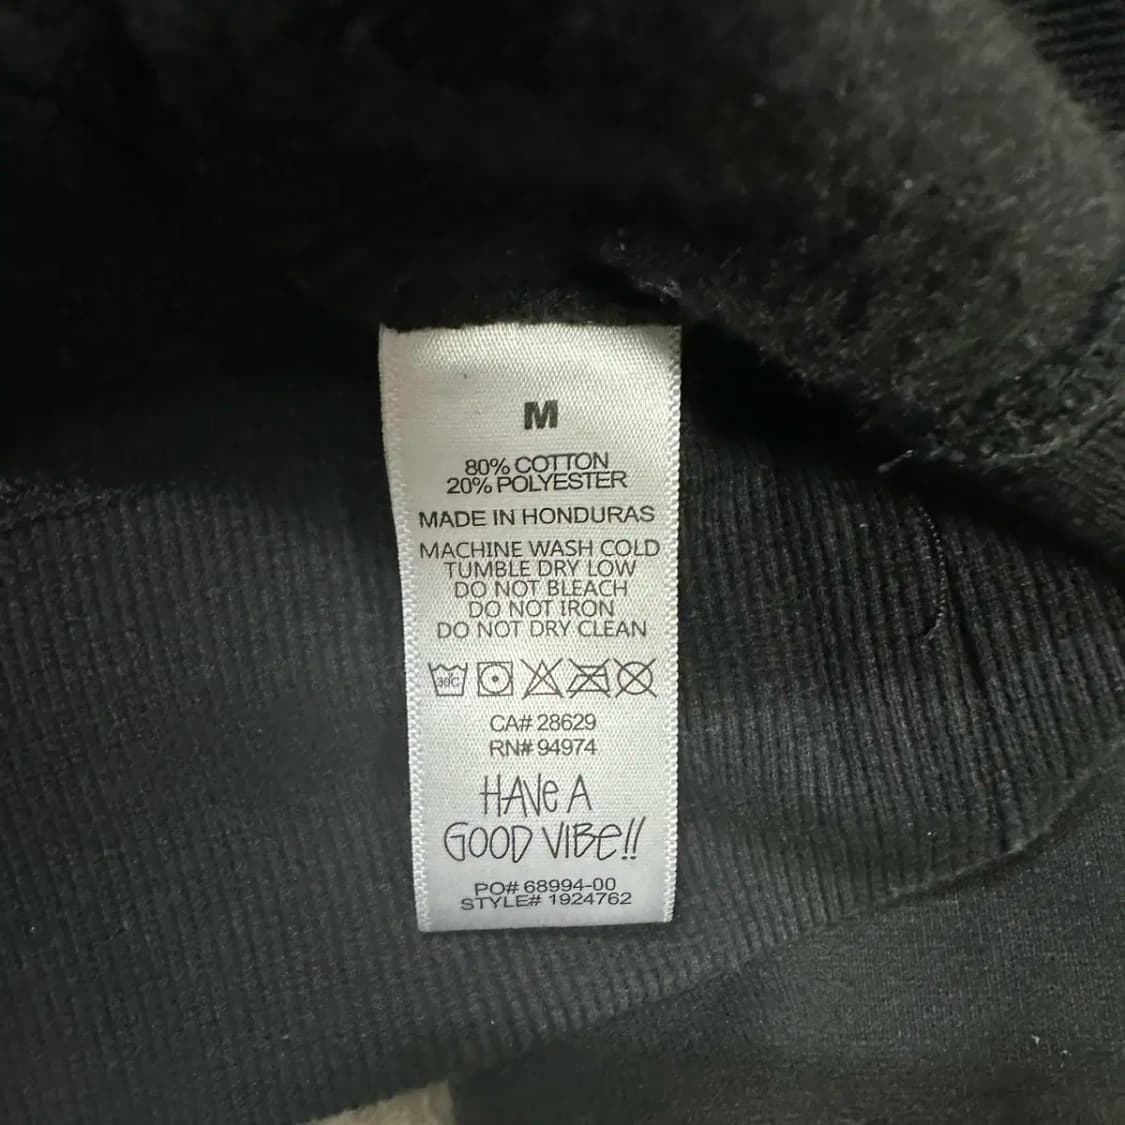 M
80% COTTON
20% POLYESTER
MADE IN HONDURAS
MACHINE WASH COLD
TUMBLE DRY LOW
DO NOT BLEACH
DO NOT IRON
DO NOT DRY CLEAN
30°C
CA# 28629
RN# 94974
HAVe A
GOOD VIBe!!
PO# 68994-00
STYLE# 1924762